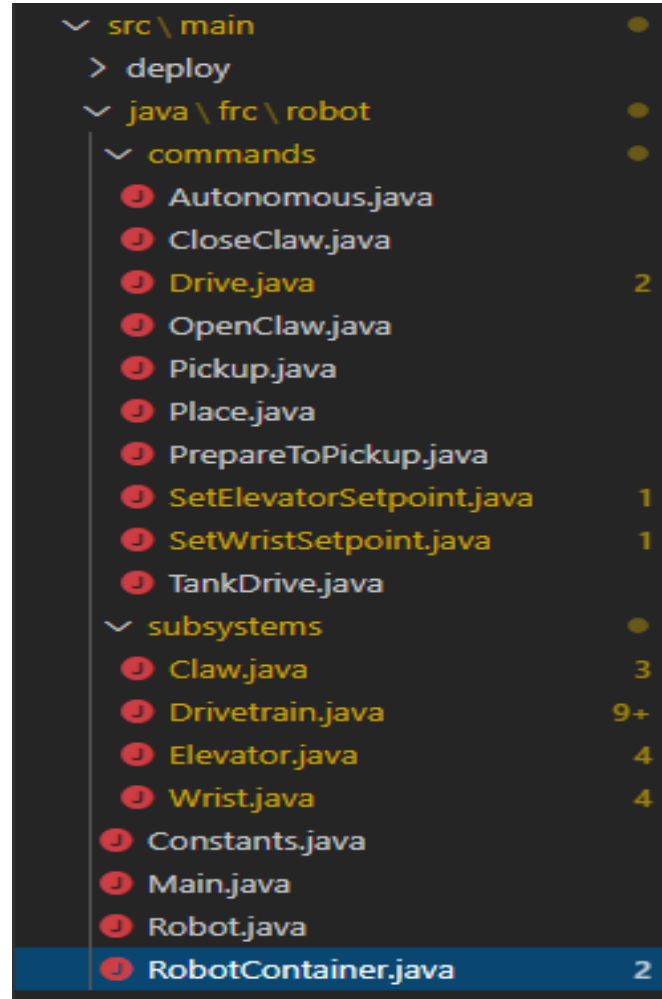 src \ main
deploy
java \ frc \ robot
commands
J Autonomous.java
J CloseClaw.java
J Drive.java 2
J OpenClaw.java
J Pickup.java
J Place.java
J PrepareToPickup.java
J SetElevatorSetpoint.java 1
J SetWristSetpoint.java 1
J TankDrive.java
subsystems
J Claw.java 3
J Drivetrain.java 9+
J Elevator.java 4
J Wrist.java 4
J Constants.java
J Main.java
J Robot.java
J RobotContainer.java 2